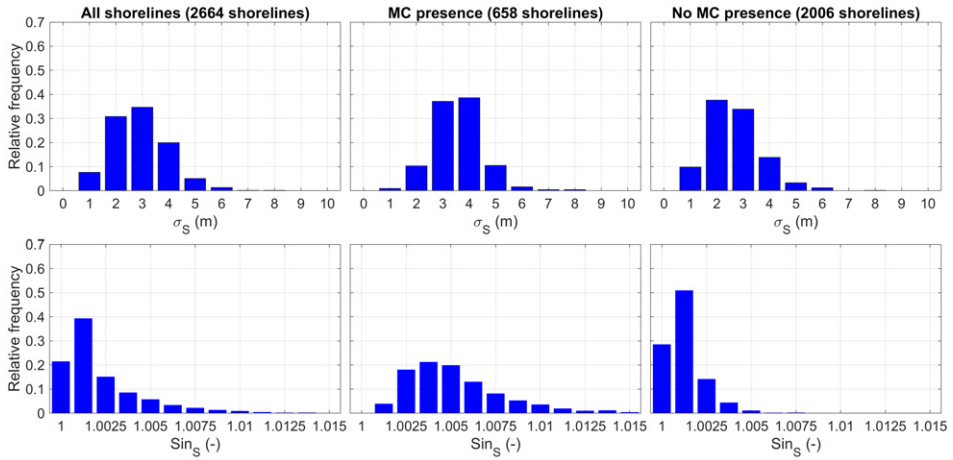 All shorelines (2664 shorelines)
MC presence (658 shorelines)
No MC presence (2006 shorelines)
Relative frequency
0.7
0.6
0.5
0.4
0.3
0.2
0.1
0
0 1 2 3 4 5 6 7 8 9 10
0 1 2 3 4 5 6 7 8 9 10
0 1 2 3 4 5 6 7 8 9 10
σS (m)
σS (m)
σS (m)
Relative frequency
0.7
0.6
0.5
0.4
0.3
0.2
0.1
0
1 1.0025 1.005 1.0075 1.01 1.0125 1.015
1 1.0025 1.005 1.0075 1.01 1.0125 1.015
1 1.0025 1.005 1.0075 1.01 1.0125 1.015
SinS (-)
SinS (-)
SinS (-)